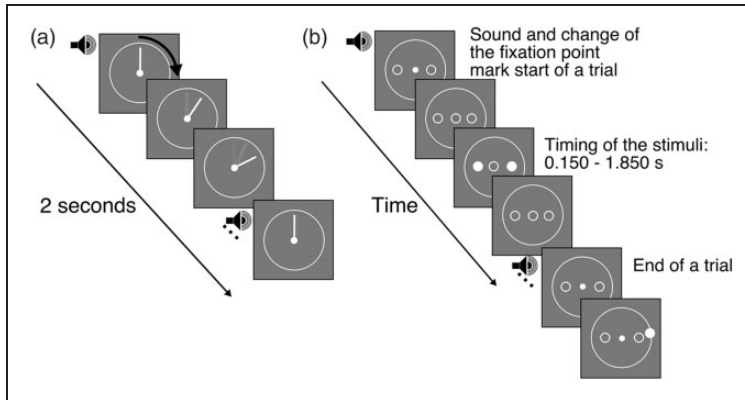 (a)
2 seconds
(b)
Sound and change of
the fixation point
mark start of a trial
Timing of the stimuli:
0.150 - 1.850 s
Time
End of a trial